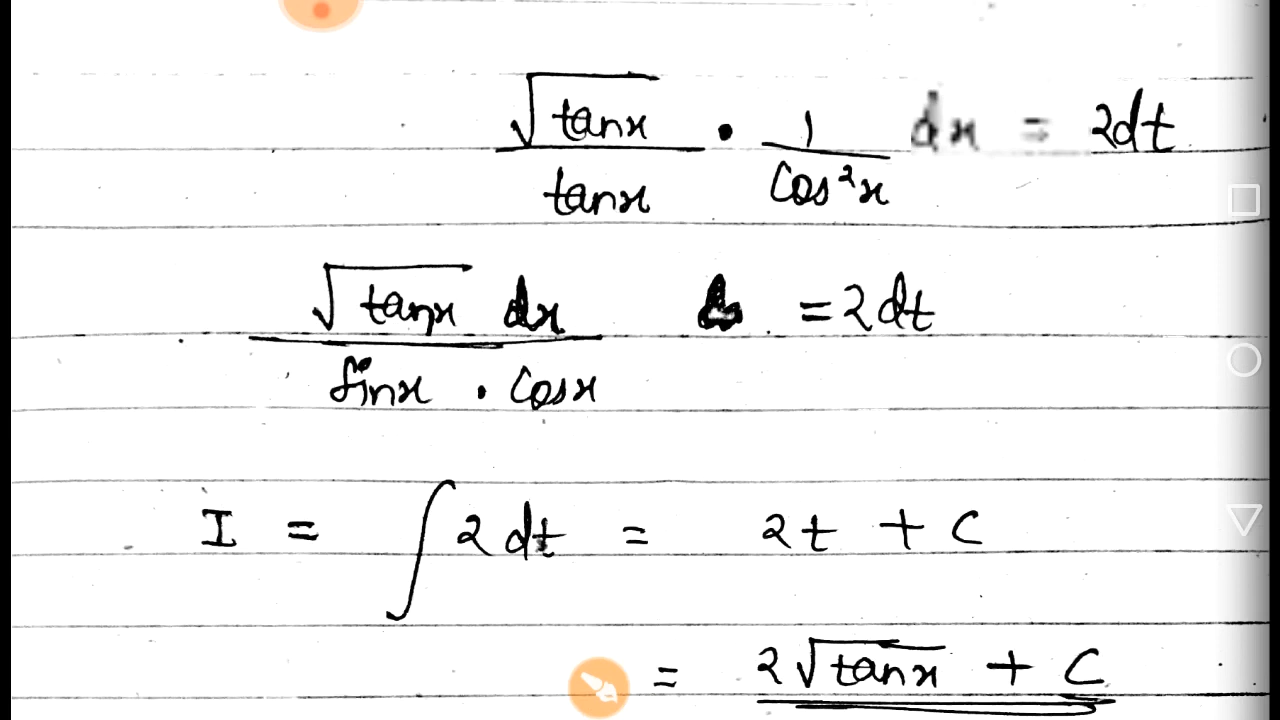 √tanx / tanx · 1 / cos²x dx = 2dt
√tanx dx / sinx · cosx = 2dt
I = ∫ 2dt = 2t + C
= 2√tanx + C